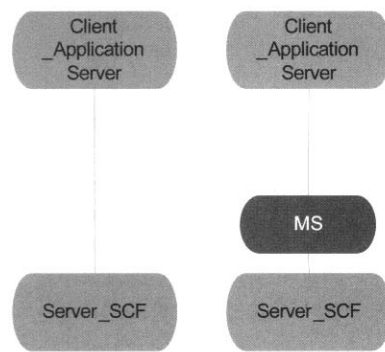 Client
_Application
Server
Client
_Application
Server
MS
Server_SCF
Server_SCF